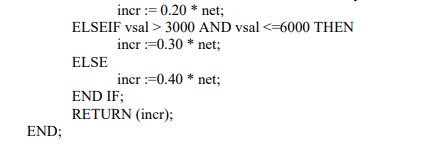 incr := 0.20 * net;
ELSEIF vsal > 3000 AND vsal <=6000 THEN
incr :=0.30 * net;
ELSE
incr :=0.40 * net;
END IF;
RETURN (incr);
END;